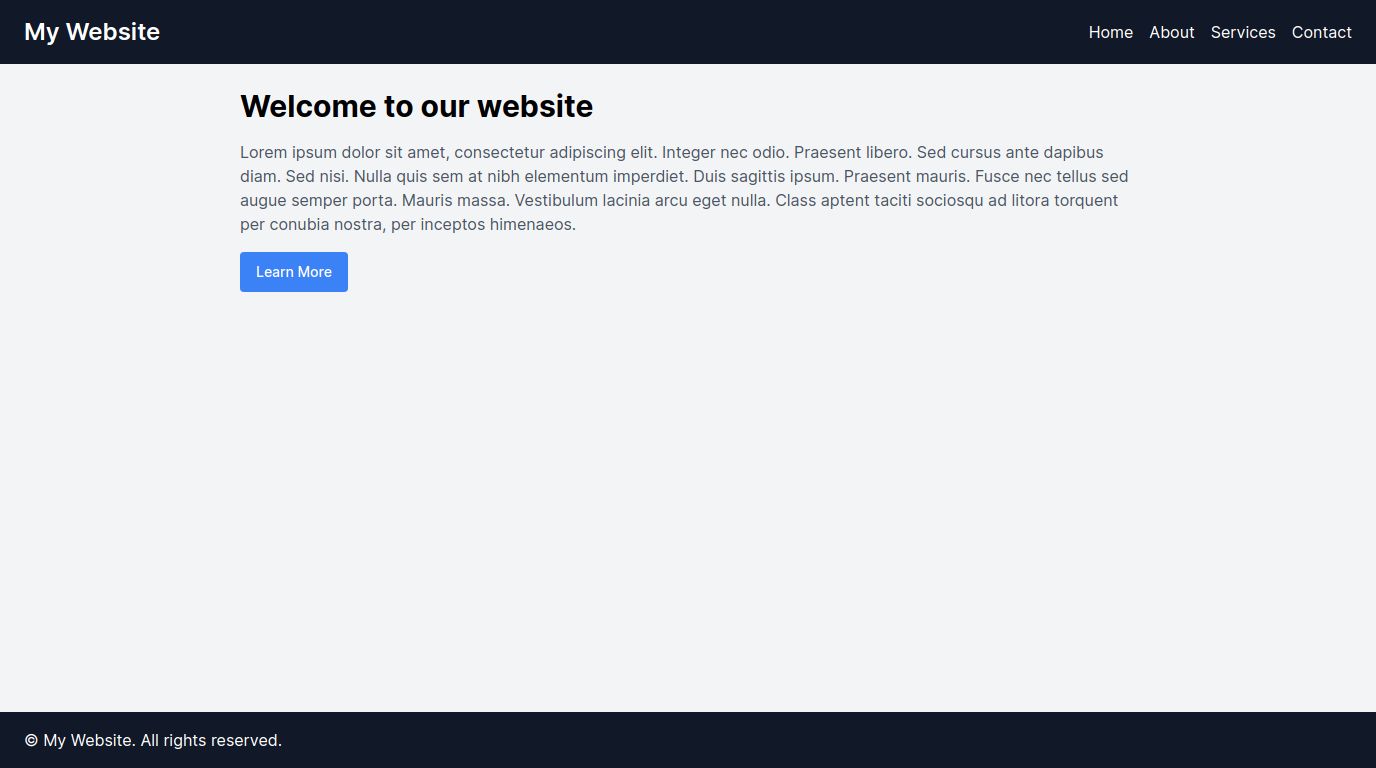 My Website
Home About Services Contact
Welcome to our website
Lorem ipsum dolor sit amet, consectetur adipiscing elit. Integer nec odio. Praesent libero. Sed cursus ante dapibus
diam. Sed nisi. Nulla quis sem at nibh elementum imperdiet. Duis sagittis ipsum. Praesent mauris. Fusce nec tellus sed
augue semper porta. Mauris massa. Vestibulum lacinia arcu eget nulla. Class aptent taciti sociosqu ad litora torquent
per conubia nostra, per inceptos himenaeos.
Learn More
© My Website. All rights reserved.